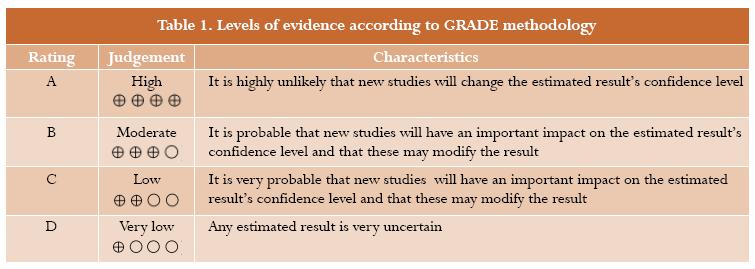 Table 1. Levels of evidence according to GRADE methodology
Rating Judgement Characteristics
A High It is highly unlikely that new studies will change the estimated result's confidence level
⊕ ⊕ ⊕ ⊕
B Moderate It is probable that new studies will have an important impact on the estimated result's
⊕ ⊕ ⊕ ○ confidence level and that these may modify the result
C Low It is very probable that new studies will have an important impact on the estimated
⊕ ⊕ ○ ○ result's confidence level and that these may modify the result
D Very low Any estimated result is very uncertain
⊕ ○ ○ ○